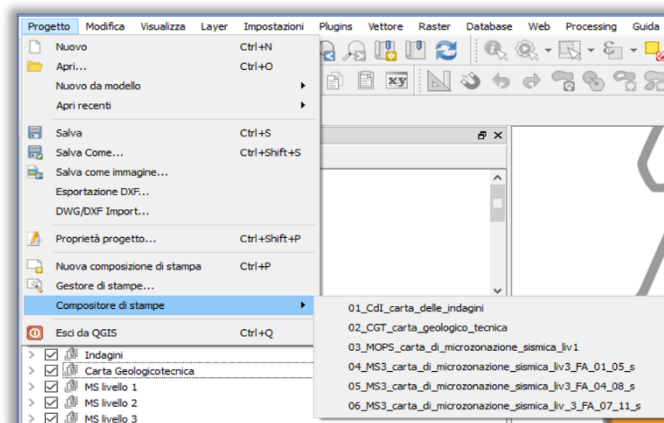 Progetto Modifica Visualizza Layer Impostazioni Plugins Vettore Raster Database Web Processing Guida
Nuovo Ctrl+N
Apri... Ctrl+O
Nuovo da modello
Apri recenti
Salva Ctrl+S
Salva Come... Ctrl+Shift+S
Salva come immagine...
Esportazione DXF...
DWG/DXF Import...
Proprietà progetto... Ctrl+Shift+P
Nuova composizione di stampa Ctrl+P
Gestore di stampe...
Compositore di stampe
Esci da QGIS Ctrl+Q
01_CdI_carta_delle_indagini
02_CGT_carta_geologico_tecnica
03_MOPS_carta_di_microzonazione_sismica_liv1
04_MS3_carta_di_microzonazione_sismica_liv3_FA_01_05_s
05_MS3_carta_di_microzonazione_sismica_liv3_FA_04_08_s
06_MS3_carta_di_microzonazione_sismica_liv_3_FA_07_11_s
Indagini
Carta Geologicotecnica
MS livello 1
MS livello 2
MS livello 3
xy